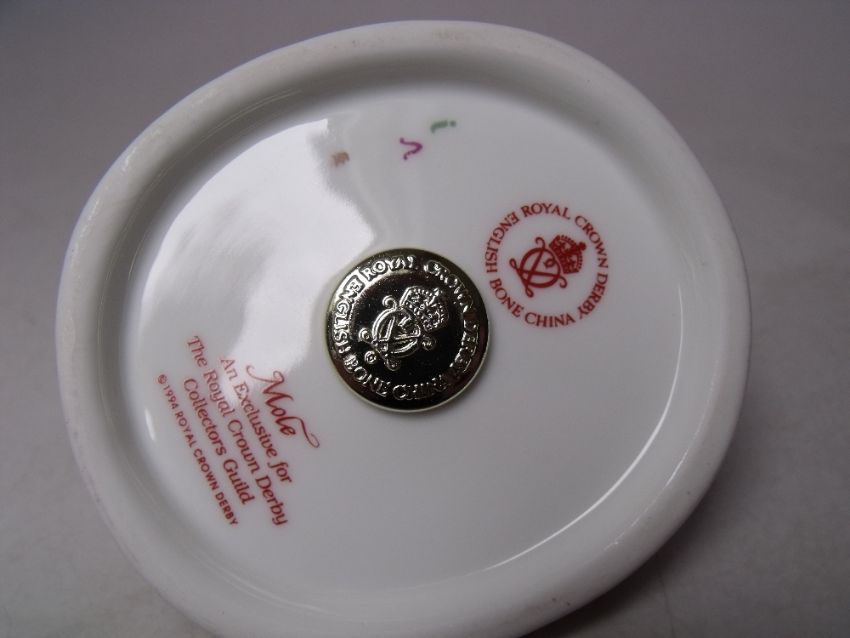 ROYAL CROWN DERBY
ENGLISH BONE CHINA
ROYAL CROWN DERBY
ENGLISH BONE CHINA
Mole
An Exclusive for
The Royal Crown Derby
Collectors Guild
© 1994 ROYAL CROWN DERBY